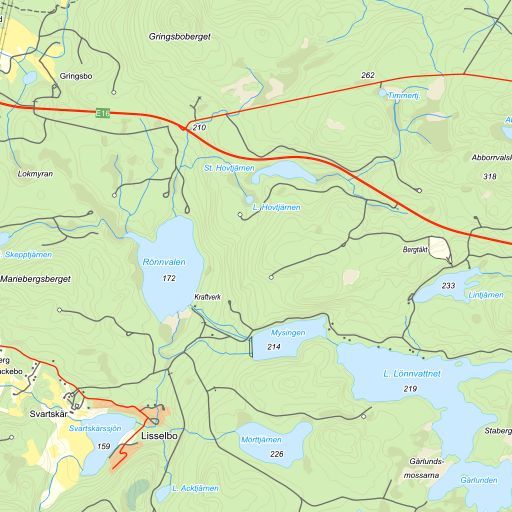 Gringsboberget
Gringsbo
262
Timmertj.
E 16
210
Abborrvalsk
318
Lokmyran
St. Hovtjärnen
L. Hovtjärnen
Skepptjärnen
Rönnvalen
Bergtäkt
Mariebergsberget
172
233
Lintjärnen
Kraftverk
Mysingen
214
L. Lönnvattnet
219
Svartskär
Svartskärssjön
Lisselbo
159
Mörttjärnen
226
Staberg
Gärlunds-
mossarna
Gärlunden
L. Acktjärnen